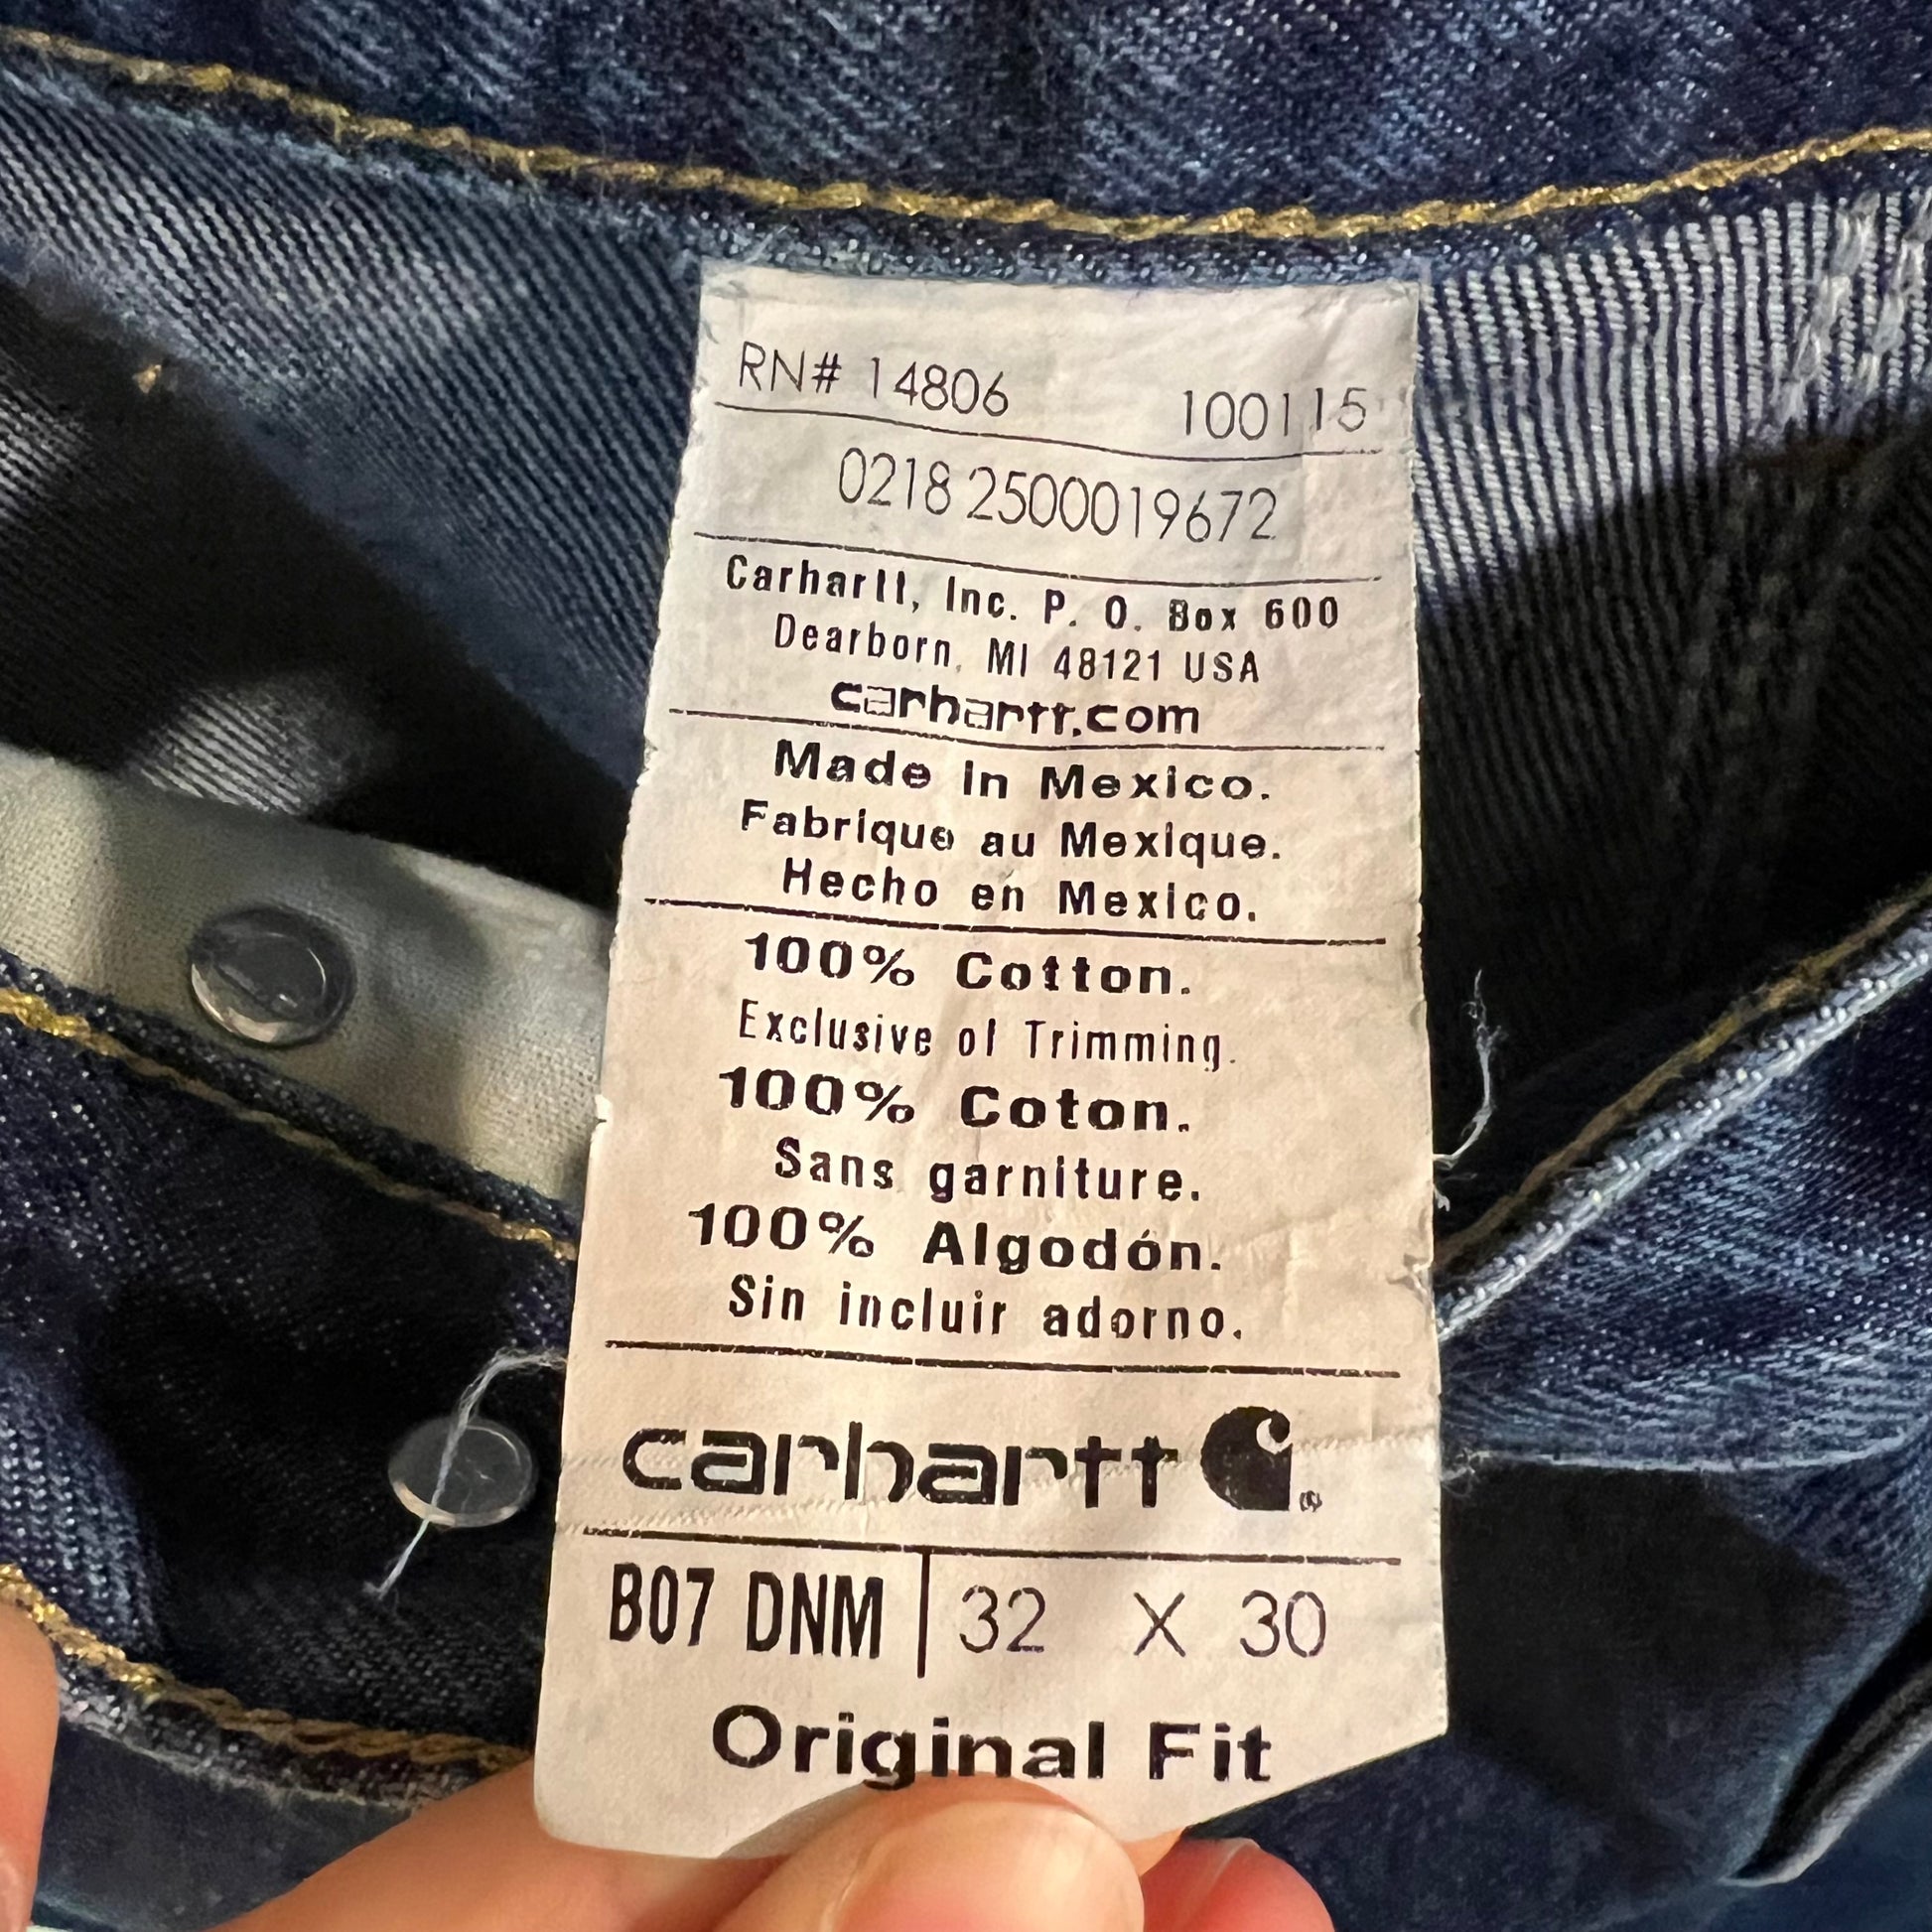 RN# 14806 100115
0218 2500019672
Carhartt, Inc. P. O. Box 600
Dearborn, MI 48121 USA
carhartt.com
Made in Mexico.
Fabrique au Mexique.
Hecho en Mexico.
100% Cotton.
Exclusive of Trimming.
100% Coton.
Sans garniture.
100% Algodón.
Sin incluir adorno.
carhartt ®
B07 DNM 32 X 30
Original Fit